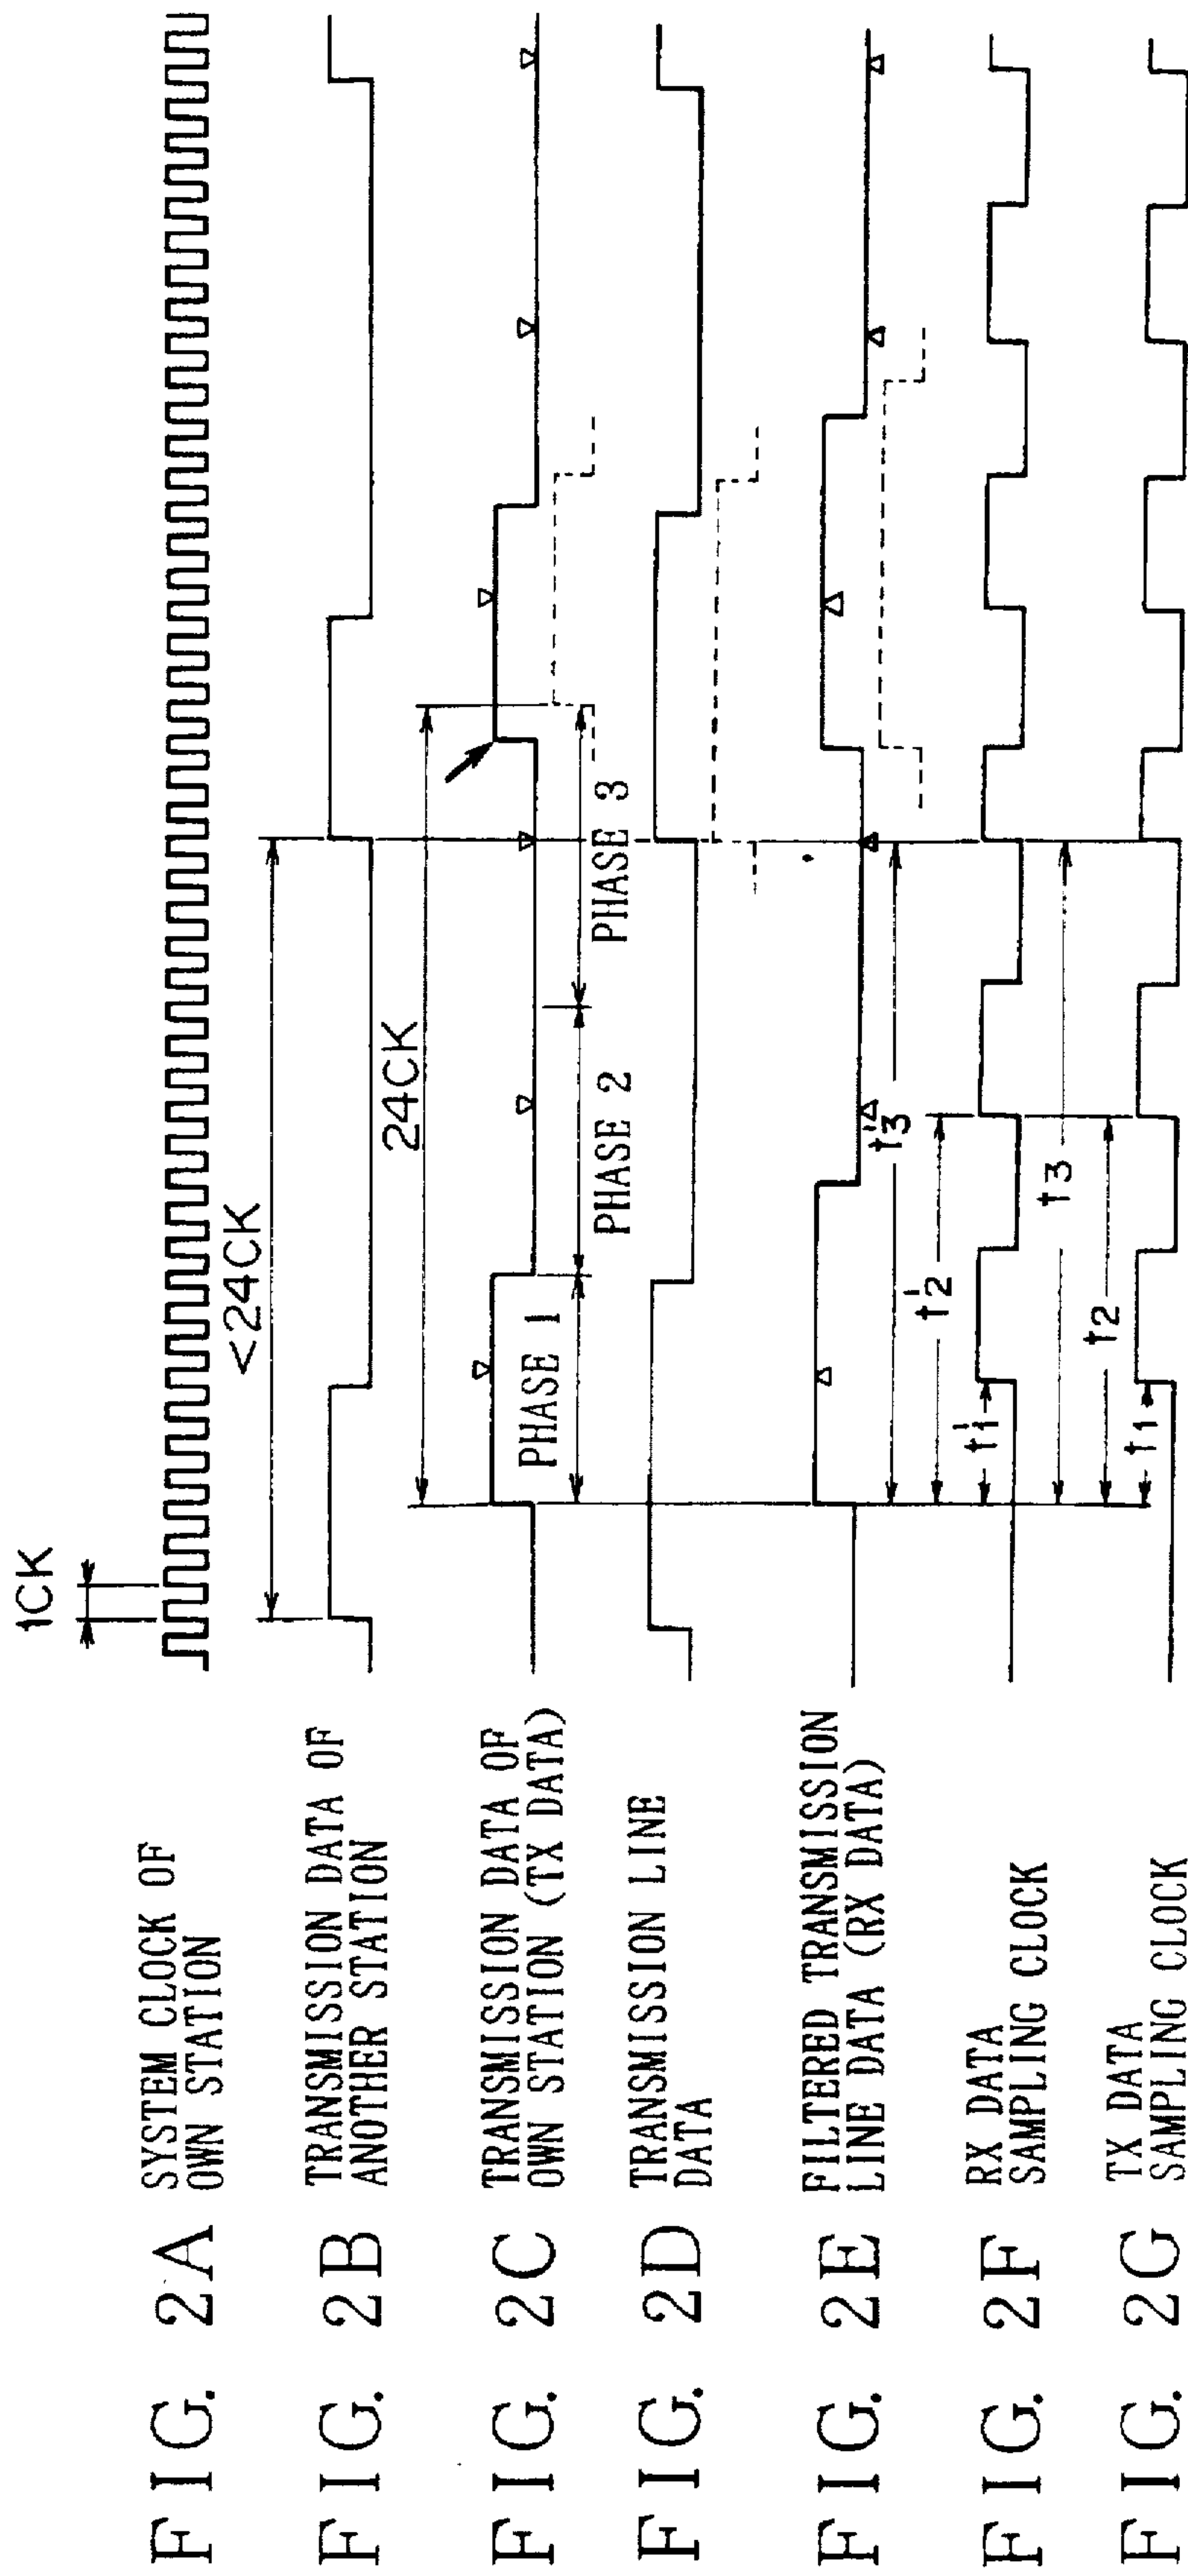 1CK
<24CK
24CK
PHASE 1
PHASE 2
PHASE 3
t'1
t'2
t'3
t1
t2
t3
FIG. 2A
SYSTEM CLOCK OF
OWN STATION
FIG. 2B
TRANSMISSION DATA OF
ANOTHER STATION
FIG. 2C
TRANSMISSION DATA OF
OWN STATION (TX DATA)
FIG. 2D
TRANSMISSION LINE
DATA
FIG. 2E
FILTERED TRANSMISSION
LINE DATA (RX DATA)
FIG. 2F
RX DATA
SAMPLING CLOCK
FIG. 2G
TX DATA
SAMPLING CLOCK